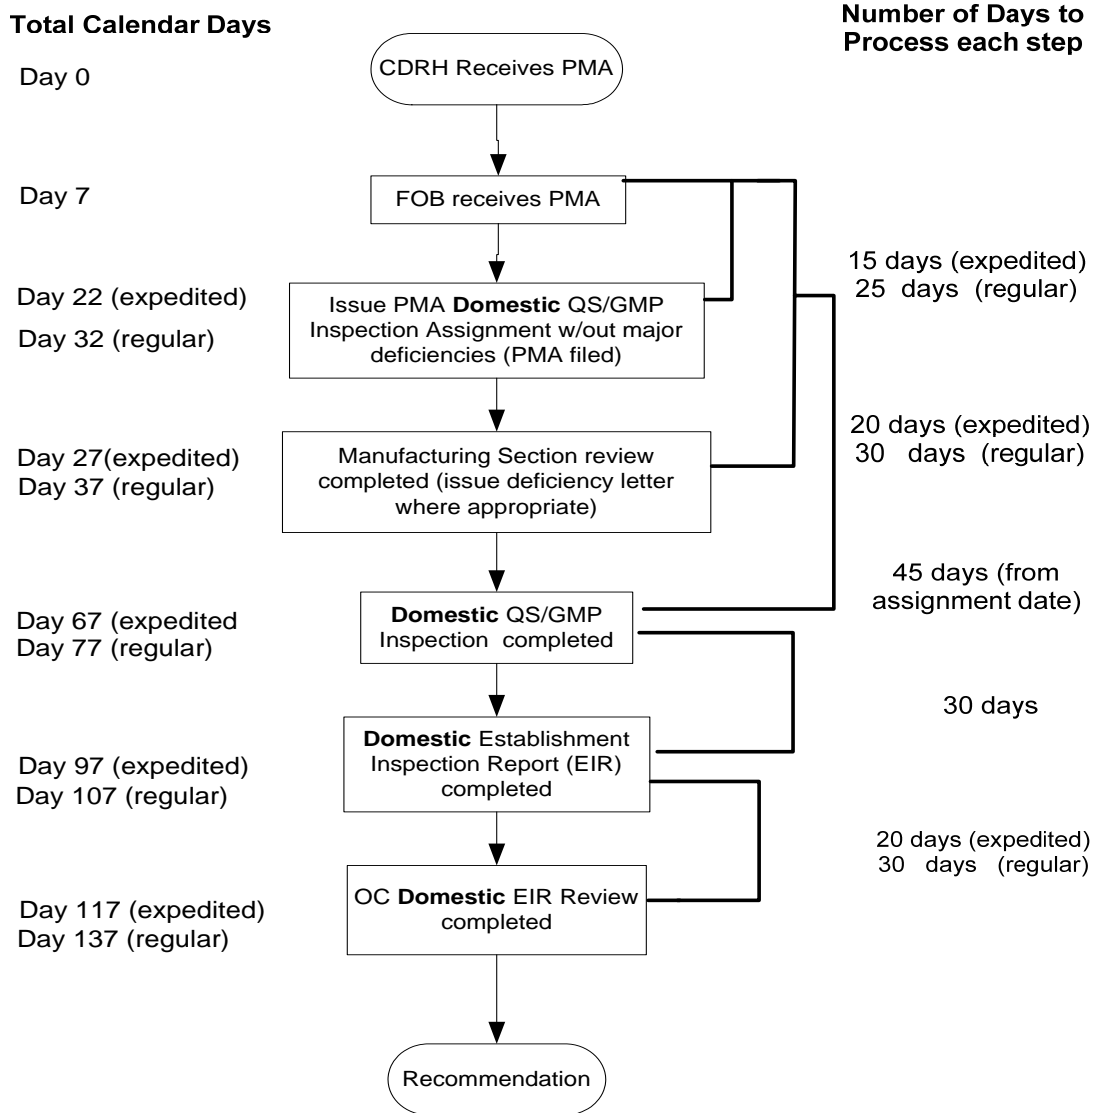 Total Calendar Days
Number of Days to
Process each step
Day 0
CDRH Receives PMA
Day 7
FOB receives PMA
15 days (expedited)
25 days (regular)
Day 22 (expedited)
Day 32 (regular)
Issue PMA Domestic QS/GMP
Inspection Assignment w/out major
deficiencies (PMA filed)
20 days (expedited)
30 days (regular)
Day 27(expedited)
Day 37 (regular)
Manufacturing Section review
completed (issue deficiency letter
where appropriate)
45 days (from
assignment date)
Day 67 (expedited
Day 77 (regular)
Domestic QS/GMP
Inspection completed
30 days
Day 97 (expedited)
Day 107 (regular)
Domestic Establishment
Inspection Report (EIR)
completed
20 days (expedited)
30 days (regular)
Day 117 (expedited)
Day 137 (regular)
OC Domestic EIR Review
completed
Recommendation